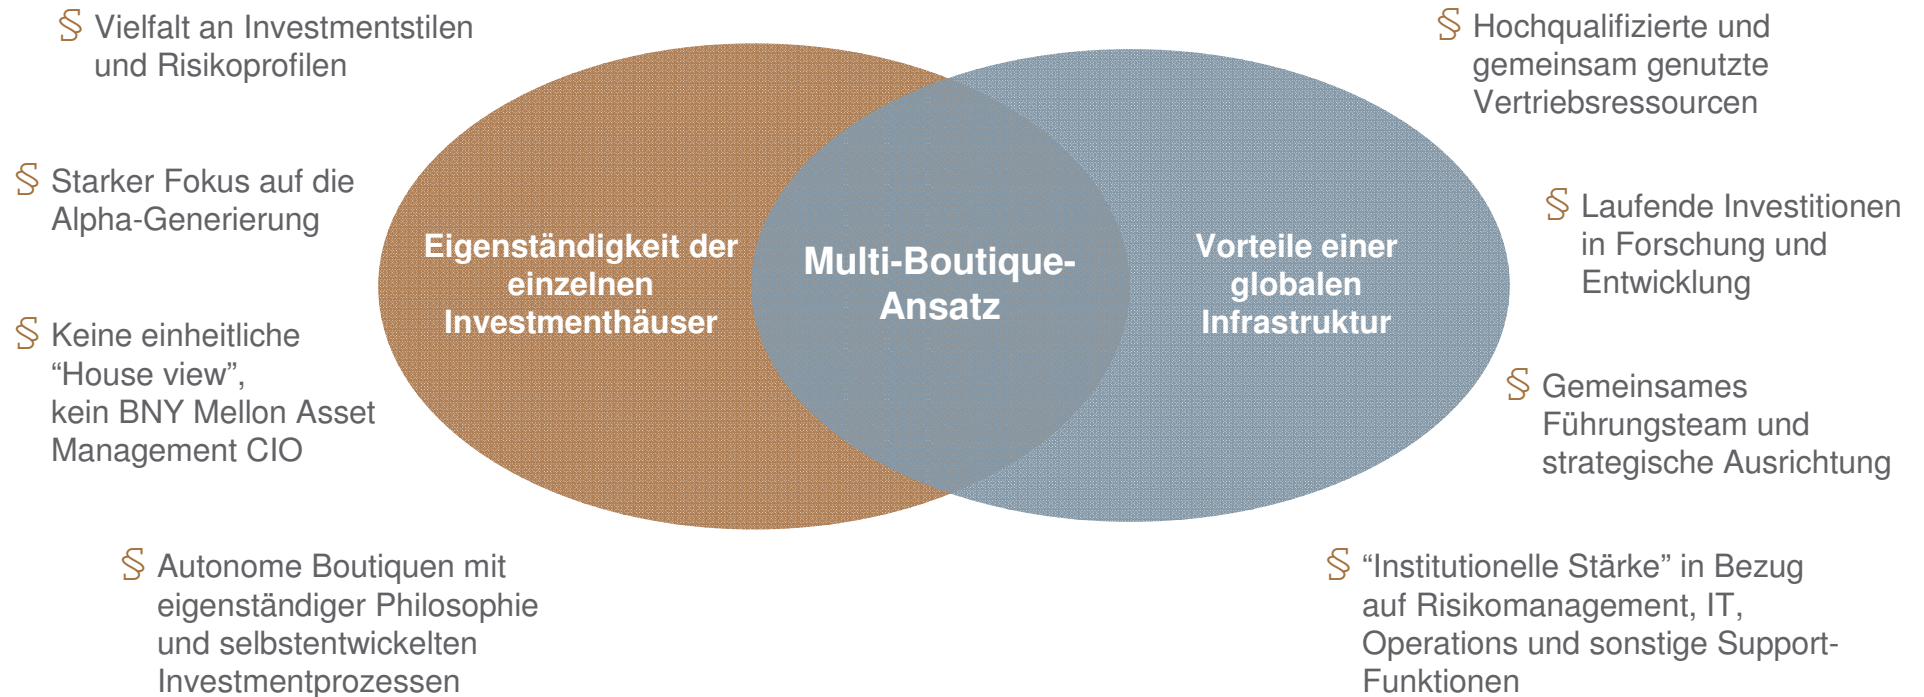 § Vielfalt an Investmentstilen
und Risikoprofilen
§ Starker Fokus auf die
Alpha-Generierung
§ Keine einheitliche
“House view”,
kein BNY Mellon Asset
Management CIO
§ Autonome Boutiquen mit
eigenständiger Philosophie
und selbstentwickelten
Investmentprozessen
Eigenständigkeit der
einzelnen
Investmenthäuser
Multi-Boutique-
Ansatz
Vorteile einer
globalen
Infrastruktur
§ Hochqualifizierte und
gemeinsam genutzte
Vertriebsressourcen
§ Laufende Investitionen
in Forschung und
Entwicklung
§ Gemeinsames
Führungsteam und
strategische Ausrichtung
§ “Institutionelle Stärke” in Bezug
auf Risikomanagement, IT,
Operations und sonstige Support-
Funktionen